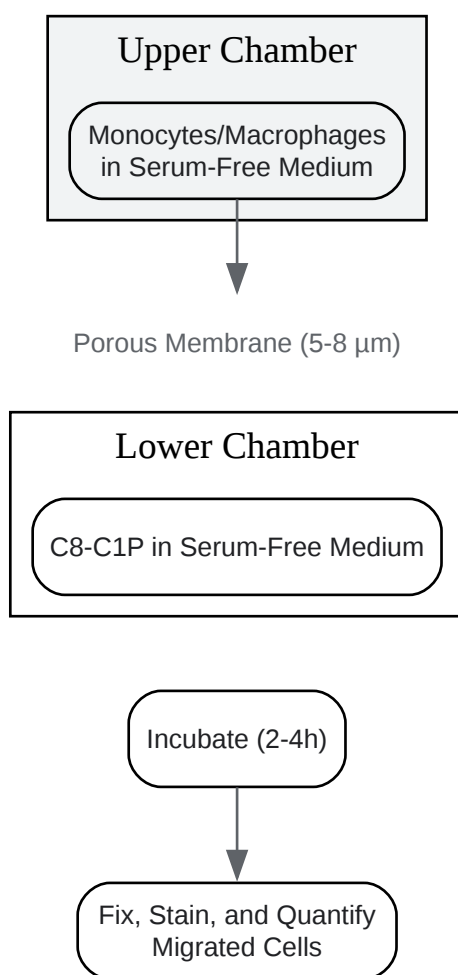 Upper Chamber
Monocytes/Macrophages
in Serum-Free Medium
Porous Membrane (5-8 µm)
Lower Chamber
C8-C1P in Serum-Free Medium
Incubate (2-4h)
Fix, Stain, and Quantify
Migrated Cells